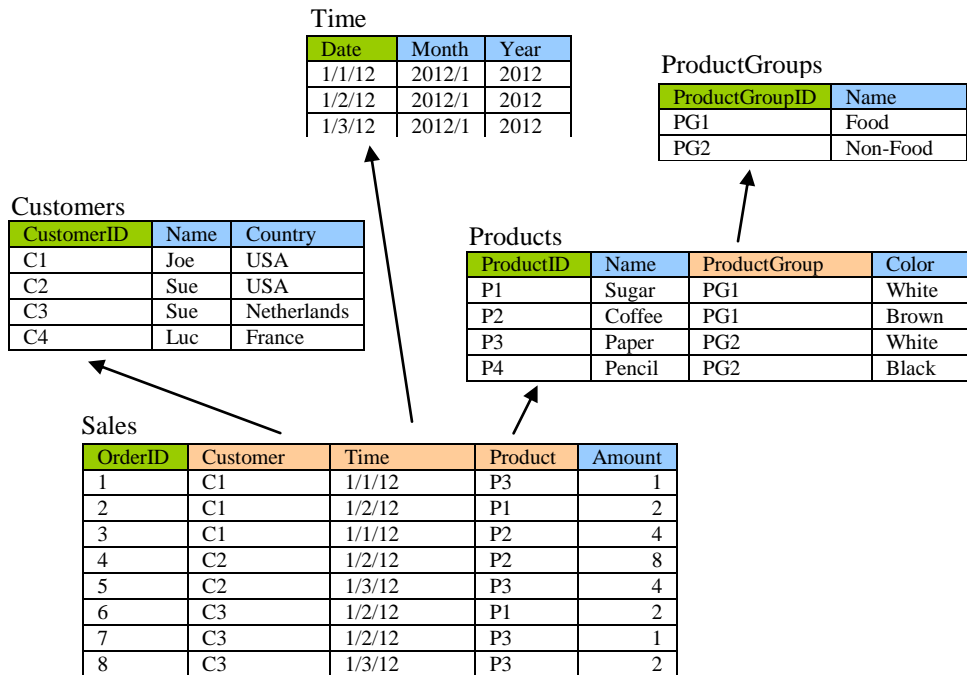 Time
Date Month Year
1/1/12 2012/1 2012
1/2/12 2012/1 2012
1/3/12 2012/1 2012
ProductGroups
ProductGroupID Name
PG1 Food
PG2 Non-Food
Customers
CustomerID Name Country
C1 Joe USA
C2 Sue USA
C3 Sue Netherlands
C4 Luc France
Products
ProductID Name ProductGroup Color
P1 Sugar PG1 White
P2 Coffee PG1 Brown
P3 Paper PG2 White
P4 Pencil PG2 Black
Sales
OrderID Customer Time Product Amount
1 C1 1/1/12 P3 1
2 C1 1/2/12 P1 2
3 C1 1/1/12 P2 4
4 C2 1/2/12 P2 8
5 C2 1/3/12 P3 4
6 C3 1/2/12 P1 2
7 C3 1/2/12 P3 1
8 C3 1/3/12 P3 2